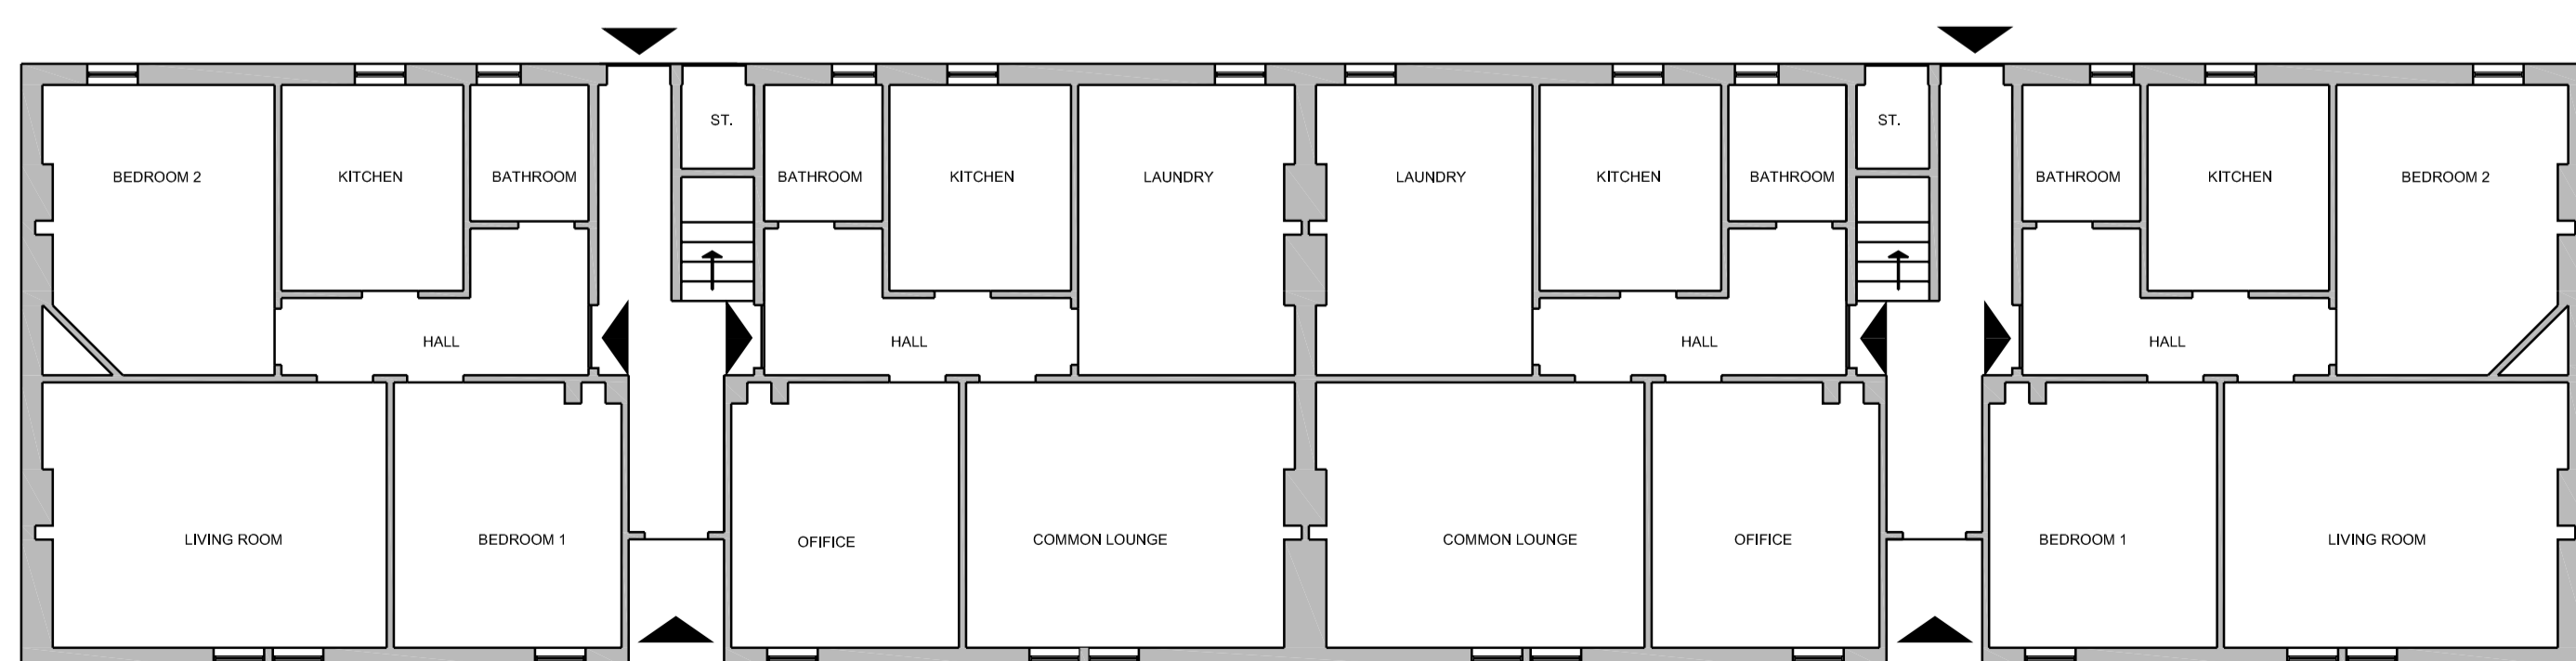 ST.
ST.
BEDROOM 2
KITCHEN
BATHROOM
BATHROOM
KITCHEN
LAUNDRY
LAUNDRY
KITCHEN
BATHROOM
BATHROOM
KITCHEN
BEDROOM 2
HALL
HALL
HALL
HALL
LIVING ROOM
BEDROOM 1
OFIFICE
COMMON LOUNGE
COMMON LOUNGE
OFIFICE
BEDROOM 1
LIVING ROOM